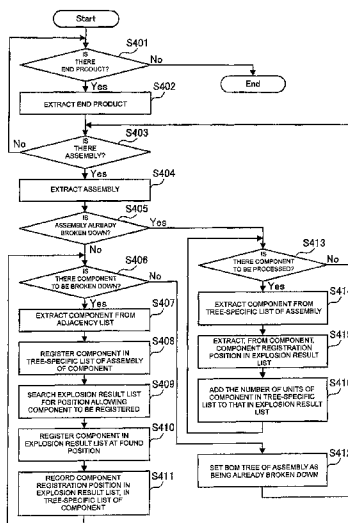 Start
S401
IS
THERE
END PRODUCT?
No
End
Yes
S402
EXTRACT END PRODUCT
S403
IS
THERE
ASSEMBLY?
No
Yes
S404
EXTRACT ASSEMBLY
S405
IS
ASSEMBLY ALREADY
BROKEN DOWN?
Yes
No
S406
IS
THERE COMPONENT
TO BE BROKEN DOWN?
No
Yes
S407
EXTRACT COMPONENT FROM
ADJACENCY LIST
S408
REGISTER COMPONENT IN
TREE-SPECIFIC LIST OF ASSEMBLY
OF COMPONENT
S409
SEARCH EXPLOSION RESULT LIST
FOR POSITION ALLOWING
COMPONENT TO BE REGISTERED
S410
REGISTER COMPONENT IN
EXPLOSION RESULT LIST AT FOUND
POSITION
S411
RECORD COMPONENT
REGISTRATION POSITION IN
EXPLOSION RESULT LIST, IN
TREE-SPECIFIC LIST OF
COMPONENT
S413
IS
THERE COMPONENT
TO BE PROCESSED?
No
Yes
S414
EXTRACT COMPONENT FROM
TREE-SPECIFIC LIST OF ASSEMBLY
S415
EXTRACT, FROM COMPONENT,
COMPONENT REGISTRATION
POSITION IN EXPLOSION RESULT
LIST
S416
ADD THE NUMBER OF UNITS OF
COMPONENT IN TREE-SPECIFIC
LIST TO THAT IN EXPLOSION RESULT
LIST
S412
SET BOM TREE OF ASSEMBLY AS
BEING ALREADY BROKEN DOWN